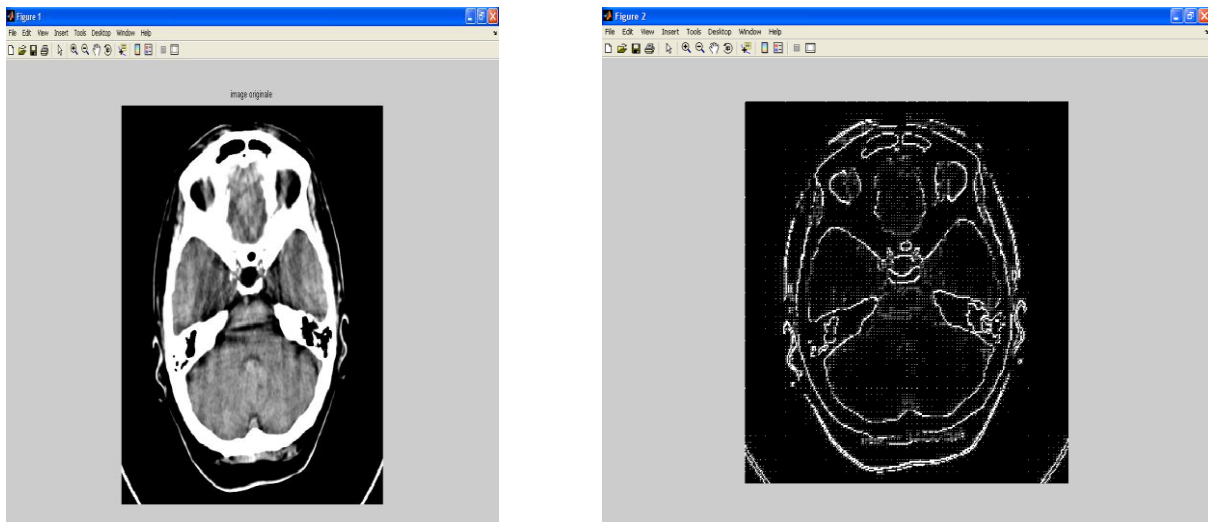 Figure 1
File Edit View Insert Tools Desktop Window Help
image originale
Figure 2
File Edit View Insert Tools Desktop Window Help